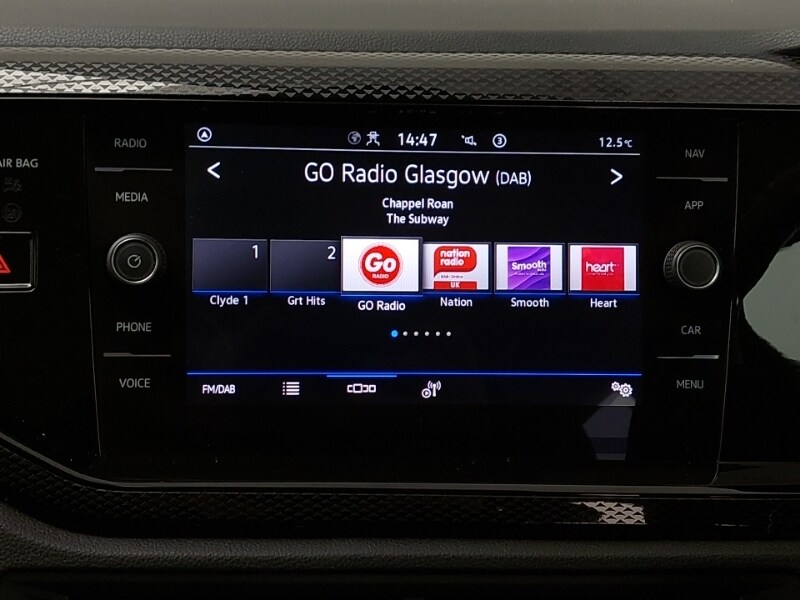 RADIO
MEDIA
PHONE
VOICE
AIR BAG
14:47
3
12.5°C
GO Radio Glasgow (DAB)
Chappel Roan
The Subway
1
2
Go
RADIO
nation
radio
UK
Smooth
heart
Clyde 1
Grt Hits
GO Radio
Nation
Smooth
Heart
FM/DAB
NAV
APP
CAR
MENU